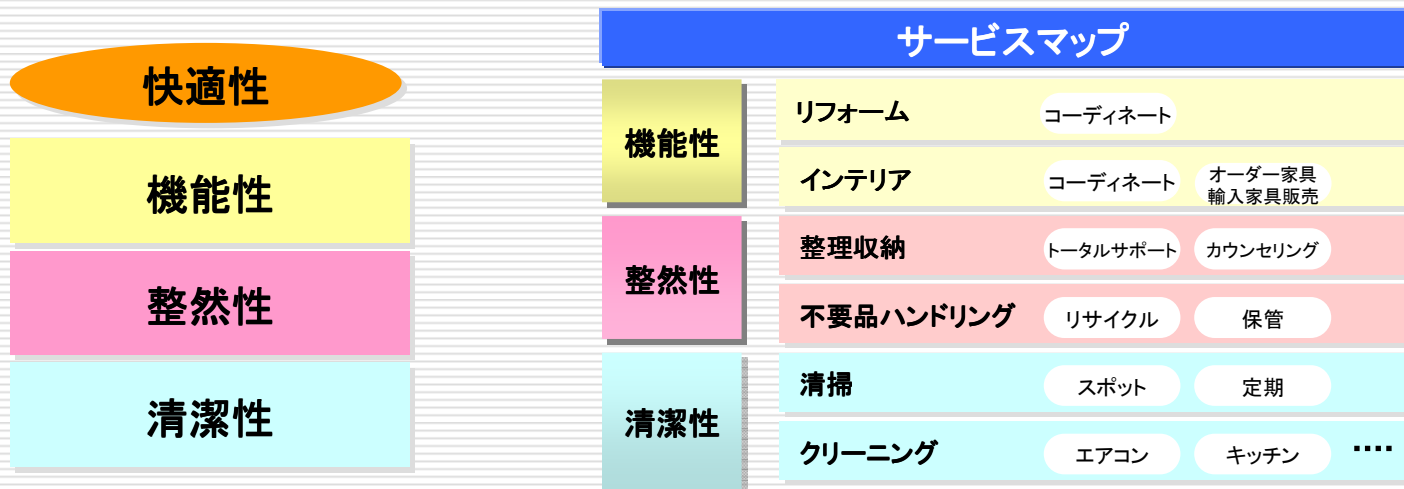 快適性
機能性
整然性
清潔性
サービスマップ
機能性
リフォーム
コーディネート
インテリア
コーディネート
オーダー家具
輸入家具販売
整然性
整理収納
トータルサポート
カウンセリング
不要品ハンドリング
リサイクル
保管
清潔性
清掃
スポット
定期
クリーニング
エアコン
キッチン
････